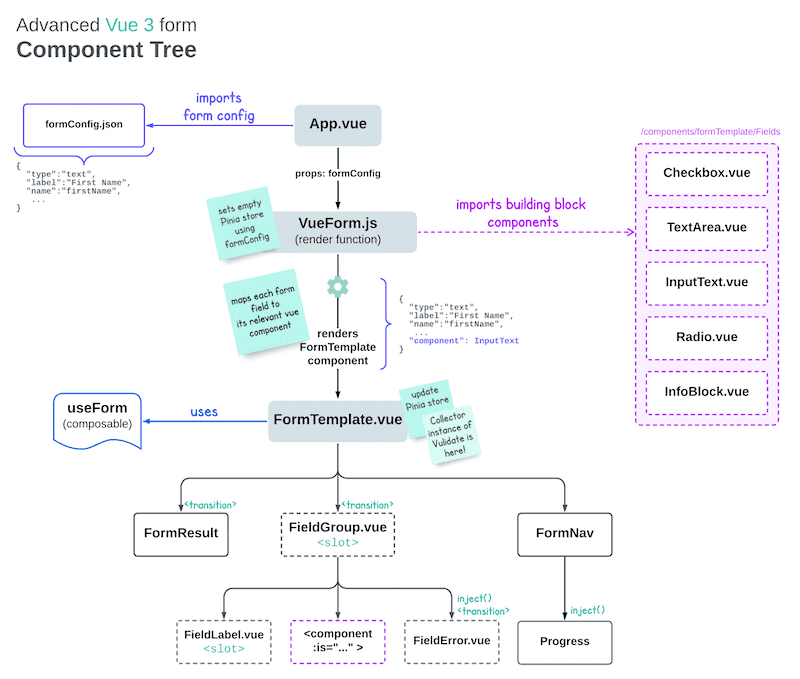 Advanced Vue 3 form
Component Tree
imports
form config
formConfig.json
App.vue
{
"type":"text",
"label":"First Name",
"name":"firstName",
...
}
props: formConfig
/components/formTemplate/Fields
Checkbox.vue
TextArea.vue
InputText.vue
Radio.vue
InfoBlock.vue
sets empty
Pinia store
using
formConfig
VueForm.js
(render function)
imports building block
components
maps each form
field to
its relevant vue
component
renders
FormTemplate
component
{
"type":"text",
"label":"First Name",
"name":"firstName",
...
"component": InputText
}
useForm
(composable)
uses
FormTemplate.vue
update
Pinia store
Collector
instance of
Vulidate is
here!
<transition>
<transition>
FormResult
FieldGroup.vue
<slot>
FormNav
inject()
<transition>
inject()
FieldLabel.vue
<slot>
<component
:is="..." >
FieldError.vue
Progress